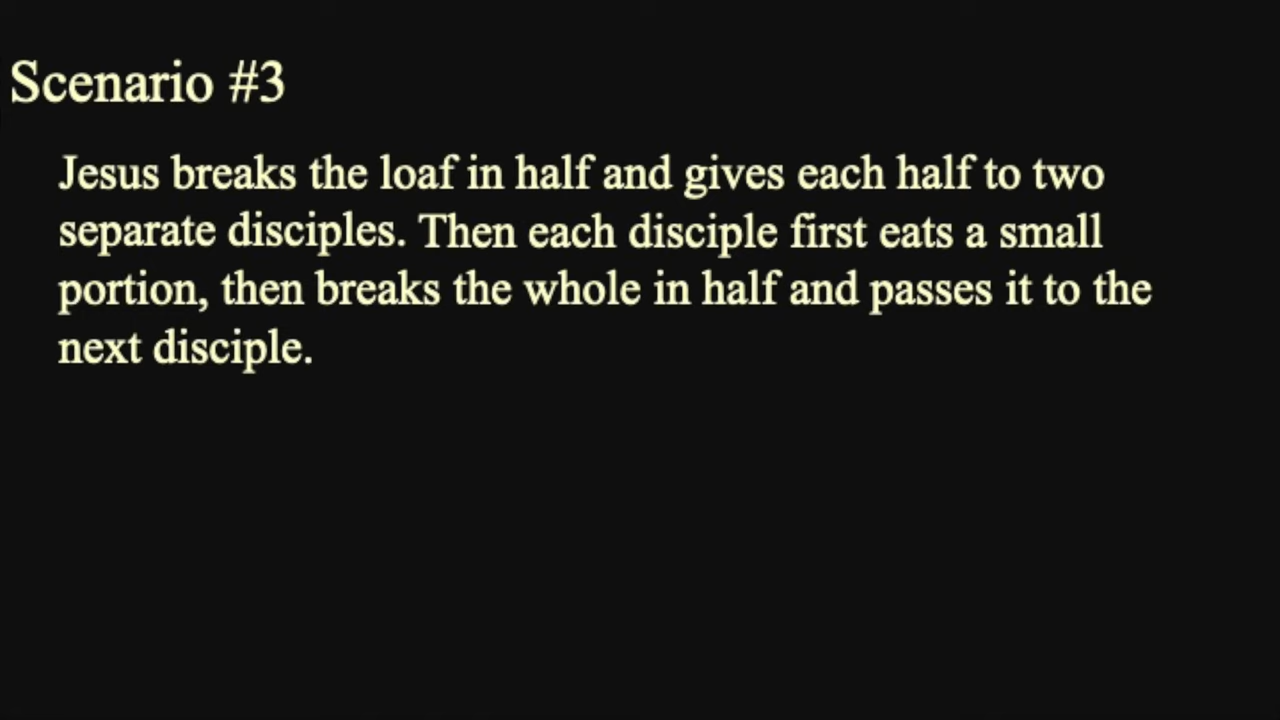 Scenario #3
Jesus breaks the loaf in half and gives each half to two
separate disciples. Then each disciple first eats a small
portion, then breaks the whole in half and passes it to the
next disciple.